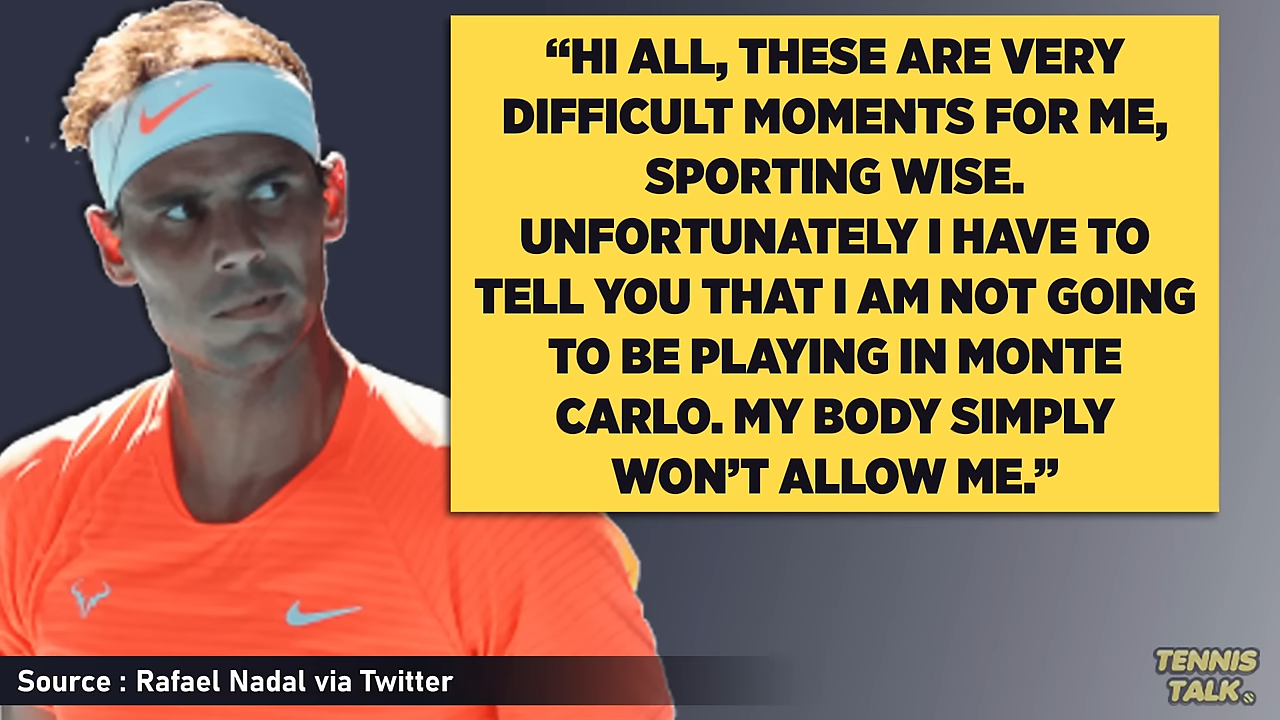 “HI ALL, THESE ARE VERY
DIFFICULT MOMENTS FOR ME,
SPORTING WISE.
UNFORTUNATELY I HAVE TO
TELL YOU THAT I AM NOT GOING
TO BE PLAYING IN MONTE
CARLO. MY BODY SIMPLY
WON’T ALLOW ME.”
Source : Rafael Nadal via Twitter
TENNIS
TALK